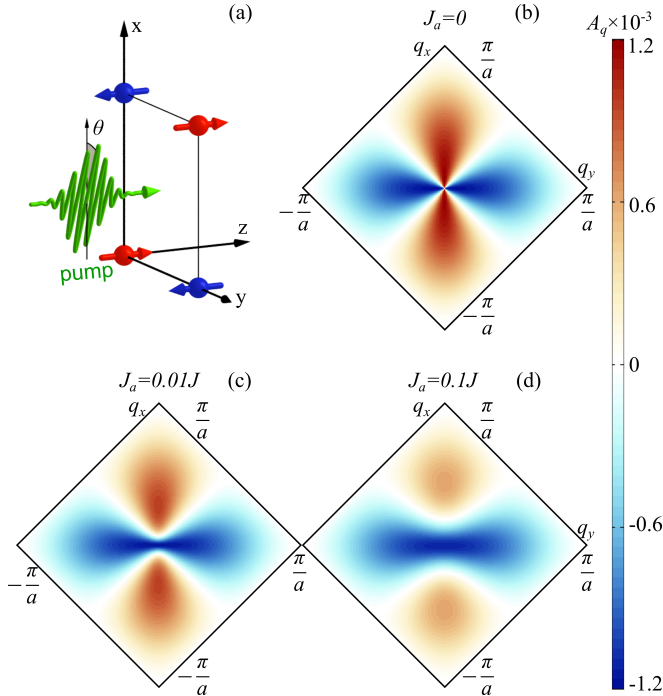 (a)
x
θ
z
y
pump
J_a=0
(b)
q_x
π/a
q_y
π/a
-π/a
-π/a
A_q×10⁻³
1.2
0.6
0
-0.6
-1.2
J_a=0.01J
(c)
q_x
π/a
π/a
-π/a
-π/a
J_a=0.1J
(d)
q_x
π/a
q_y
π/a
-π/a